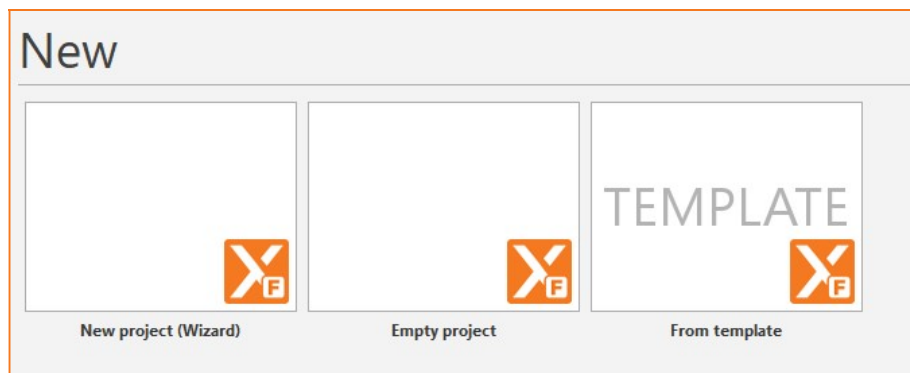 New
TEMPLATE
F
F
F
New project (Wizard)
Empty project
From template